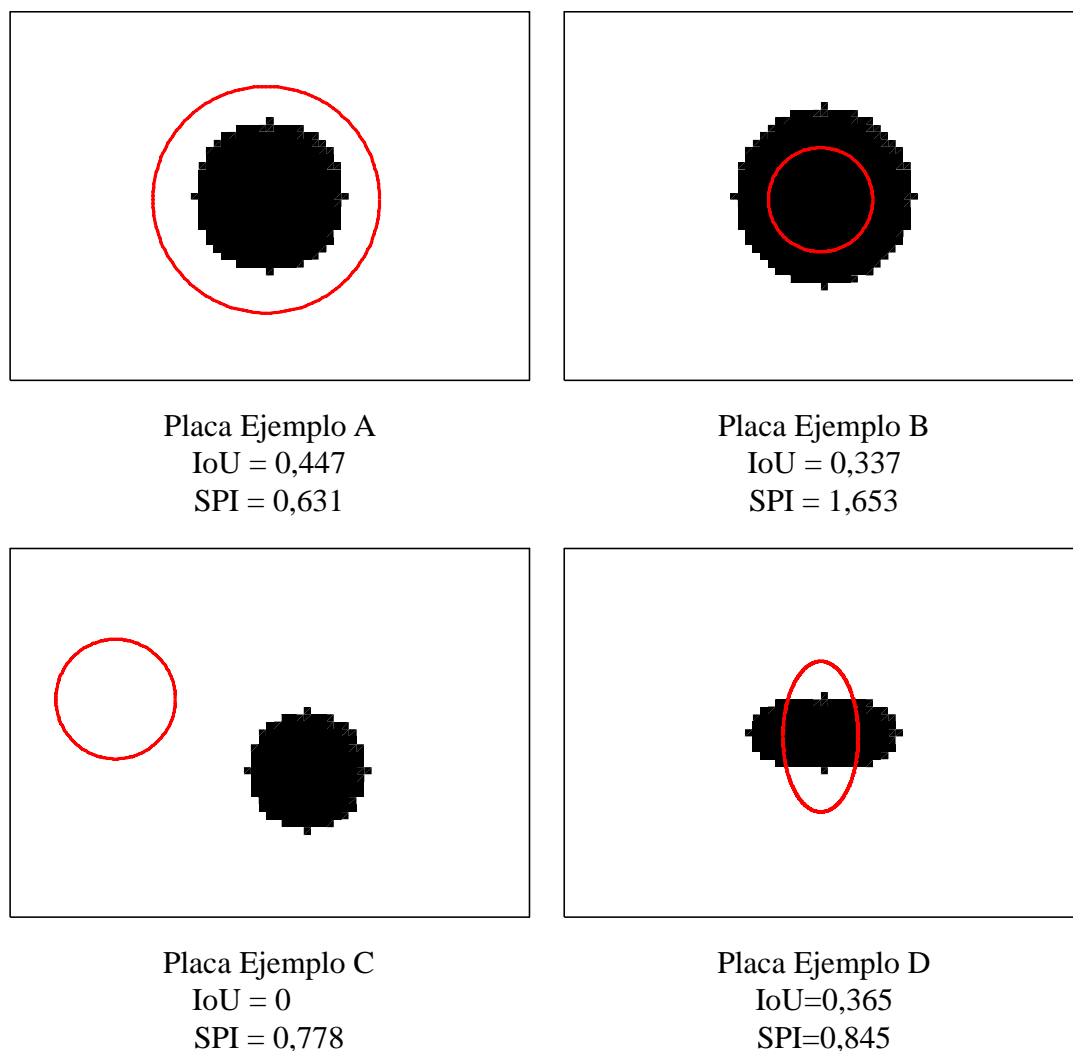 Placa Ejemplo A
IoU = 0,447
SPI = 0,631
Placa Ejemplo B
IoU = 0,337
SPI = 1,653
Placa Ejemplo C
IoU = 0
SPI = 0,778
Placa Ejemplo D
IoU=0,365
SPI=0,845